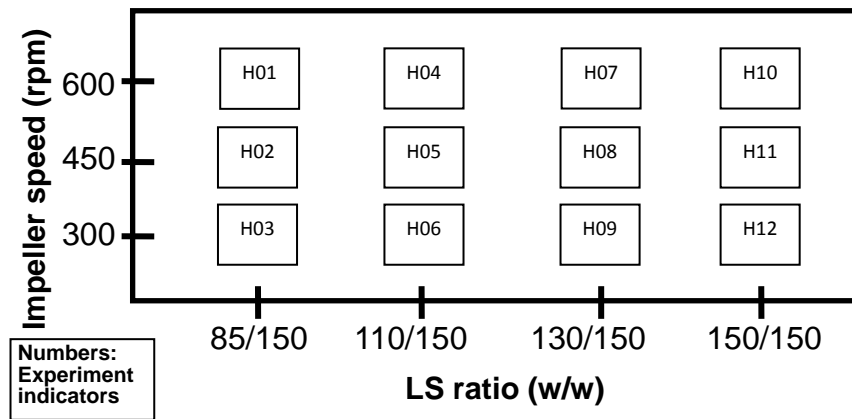 Impeller speed (rpm)
600
H01 H04 H07 H10
450
H02 H05 H08 H11
300
H03 H06 H09 H12
85/150 110/150 130/150 150/150
LS ratio (w/w)
Numbers:
Experiment
indicators